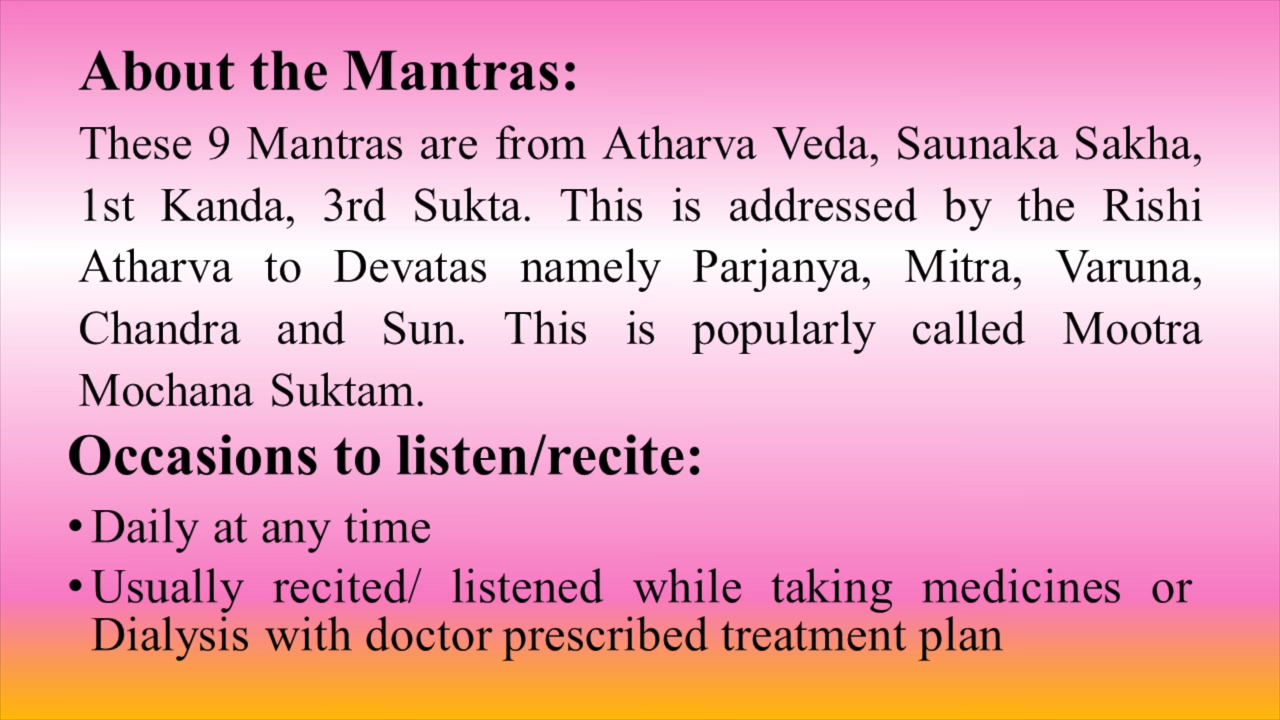 About the Mantras:
These 9 Mantras are from Atharva Veda, Saunaka Sakha,
1st Kanda, 3rd Sukta. This is addressed by the Rishi
Atharva to Devatas namely Parjanya, Mitra, Varuna,
Chandra and Sun. This is popularly called Mootra
Mochana Suktam.
Occasions to listen/recite:
• Daily at any time
• Usually recited/ listened while taking medicines or
Dialysis with doctor prescribed treatment plan